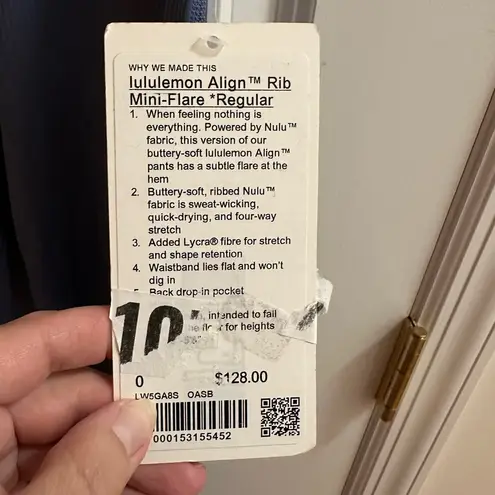 WHY WE MADE THIS
lululemon Align™ Rib
Mini-Flare *Regular
1. When feeling nothing is
everything. Powered by Nulu™
fabric, this version of our
buttery-soft lululemon Align™
pants has a subtle flare at the
hem
2. Buttery-soft, ribbed Nulu™
fabric is sweat-wicking,
quick-drying, and four-way
stretch
3. Added Lycra® fibre for stretch
and shape retention
4. Waistband lies flat and won't
dig in
Back drop-in pocket
intended to fall
for heights
10
0 $128.00
LW5GA8S OASB
000153155452